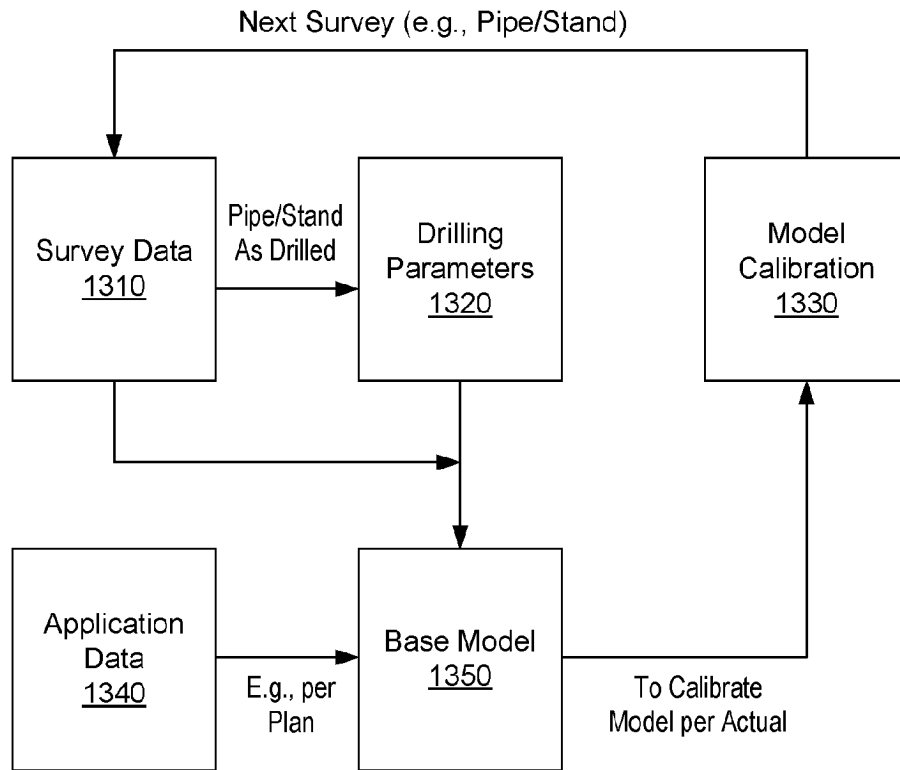 Next Survey (e.g., Pipe/Stand)
Survey Data
1310
Pipe/Stand
As Drilled
Drilling
Parameters
1320
Model
Calibration
1330
Application
Data
1340
E.g., per
Plan
Base Model
1350
To Calibrate
Model per Actual